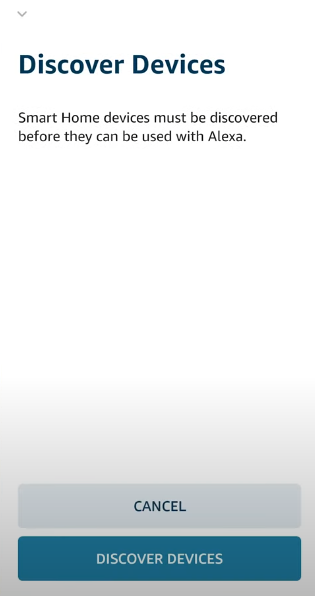 Discover Devices
Smart Home devices must be discovered
before they can be used with Alexa.
CANCEL
DISCOVER DEVICES